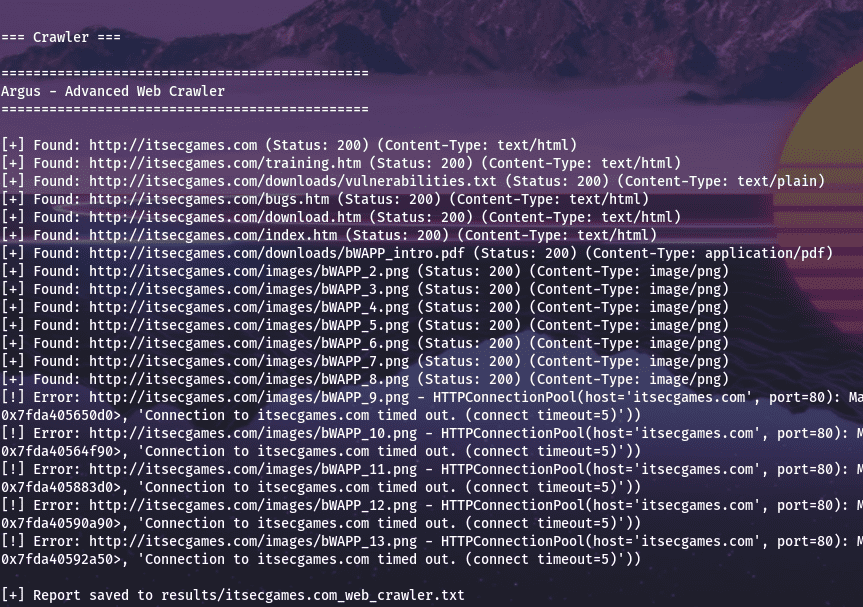 === Crawler ===
==============================================
Argus - Advanced Web Crawler
==============================================
[+] Found: http://itsecgames.com (Status: 200) (Content-Type: text/html)
[+] Found: http://itsecgames.com/training.htm (Status: 200) (Content-Type: text/html)
[+] Found: http://itsecgames.com/downloads/vulnerabilities.txt (Status: 200) (Content-Type: text/plain)
[+] Found: http://itsecgames.com/bugs.htm (Status: 200) (Content-Type: text/html)
[+] Found: http://itsecgames.com/download.htm (Status: 200) (Content-Type: text/html)
[+] Found: http://itsecgames.com/index.htm (Status: 200) (Content-Type: text/html)
[+] Found: http://itsecgames.com/downloads/bWAPP_intro.pdf (Status: 200) (Content-Type: application/pdf)
[+] Found: http://itsecgames.com/images/bWAPP_2.png (Status: 200) (Content-Type: image/png)
[+] Found: http://itsecgames.com/images/bWAPP_3.png (Status: 200) (Content-Type: image/png)
[+] Found: http://itsecgames.com/images/bWAPP_4.png (Status: 200) (Content-Type: image/png)
[+] Found: http://itsecgames.com/images/bWAPP_5.png (Status: 200) (Content-Type: image/png)
[+] Found: http://itsecgames.com/images/bWAPP_6.png (Status: 200) (Content-Type: image/png)
[+] Found: http://itsecgames.com/images/bWAPP_7.png (Status: 200) (Content-Type: image/png)
[+] Found: http://itsecgames.com/images/bWAPP_8.png (Status: 200) (Content-Type: image/png)
[!] Error: http://itsecgames.com/images/bWAPP_9.png - HTTPConnectionPool(host='itsecgames.com', port=80): Ma
0x7fda405650d0>, 'Connection to itsecgames.com timed out. (connect timeout=5)'))
[!] Error: http://itsecgames.com/images/bWAPP_10.png - HTTPConnectionPool(host='itsecgames.com', port=80): M
0x7fda40564f90>, 'Connection to itsecgames.com timed out. (connect timeout=5)'))
[!] Error: http://itsecgames.com/images/bWAPP_11.png - HTTPConnectionPool(host='itsecgames.com', port=80): M
0x7fda405883d0>, 'Connection to itsecgames.com timed out. (connect timeout=5)'))
[!] Error: http://itsecgames.com/images/bWAPP_12.png - HTTPConnectionPool(host='itsecgames.com', port=80): M
0x7fda40590a90>, 'Connection to itsecgames.com timed out. (connect timeout=5)'))
[!] Error: http://itsecgames.com/images/bWAPP_13.png - HTTPConnectionPool(host='itsecgames.com', port=80): M
0x7fda40592a50>, 'Connection to itsecgames.com timed out. (connect timeout=5)'))
[+] Report saved to results/itsecgames.com_web_crawler.txt